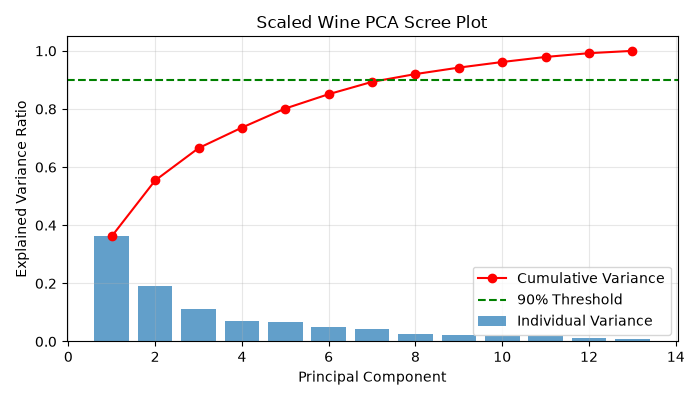 Scaled Wine PCA Scree Plot
1.0
0.8
0.6
0.4
0.2
0.0
Explained Variance Ratio
Cumulative Variance
90% Threshold
Individual Variance
0 2 4 6 8 10 12 14
Principal Component